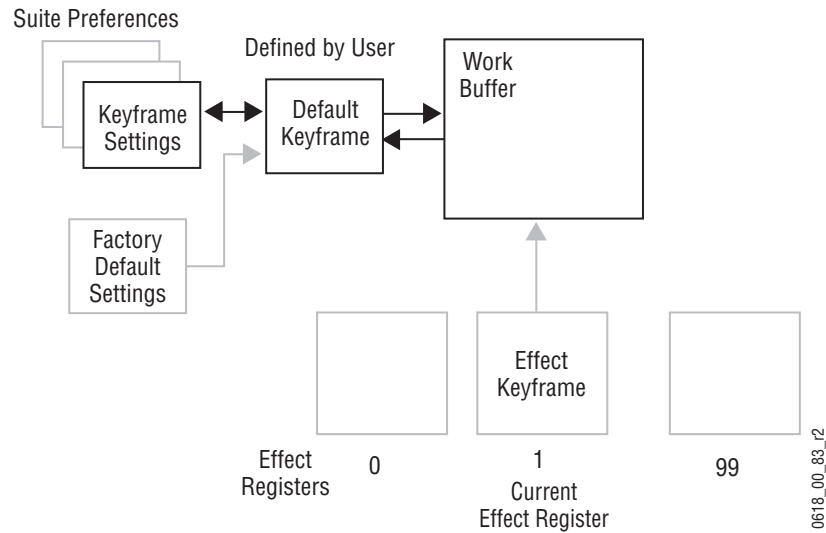 Suite Preferences
Defined by User
Work
Buffer
Keyframe
Settings
Default
Keyframe
Factory
Default
Settings
Effect
Keyframe
Effect
Registers
0
1
99
Current
Effect Register
0618_00_83_r2